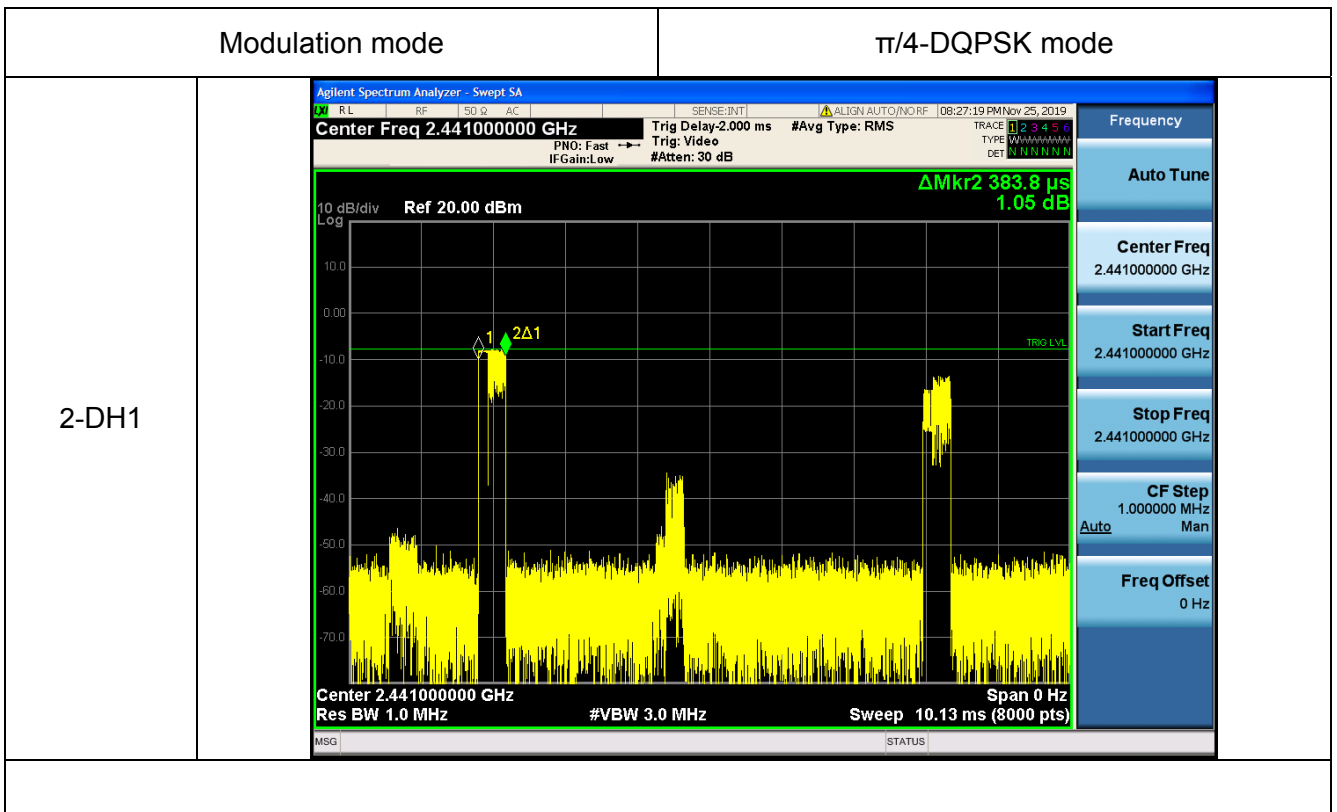 Modulation mode
π/4-DQPSK mode
2-DH1
Agilent Spectrum Analyzer - Swept SA
LXI RL RF 50 Ω AC SENSE:INT ALIGN AUTO/NO RF 08:27:19 PM Nov 25, 2019
Center Freq 2.441000000 GHz
PNO: Fast
IFGain:Low
Trig Delay-2.000 ms
Trig: Video
#Atten: 30 dB
#Avg Type: RMS
TRACE 1 2 3 4 5 6
TYPE WWWWWW
DET N N N N N N
ΔMkr2 383.8 µs
1.05 dB
10 dB/div Ref 20.00 dBm
Log
10.0
0.00
1 2Δ1
TRIG LVL
-10.0
-20.0
-30.0
-40.0
-50.0
-60.0
-70.0
Center 2.441000000 GHz Span 0 Hz
Res BW 1.0 MHz #VBW 3.0 MHz Sweep 10.13 ms (8000 pts)
MSG STATUS
Frequency
Auto Tune
Center Freq
2.441000000 GHz
Start Freq
2.441000000 GHz
Stop Freq
2.441000000 GHz
CF Step
1.000000 MHz
Auto Man
Freq Offset
0 Hz